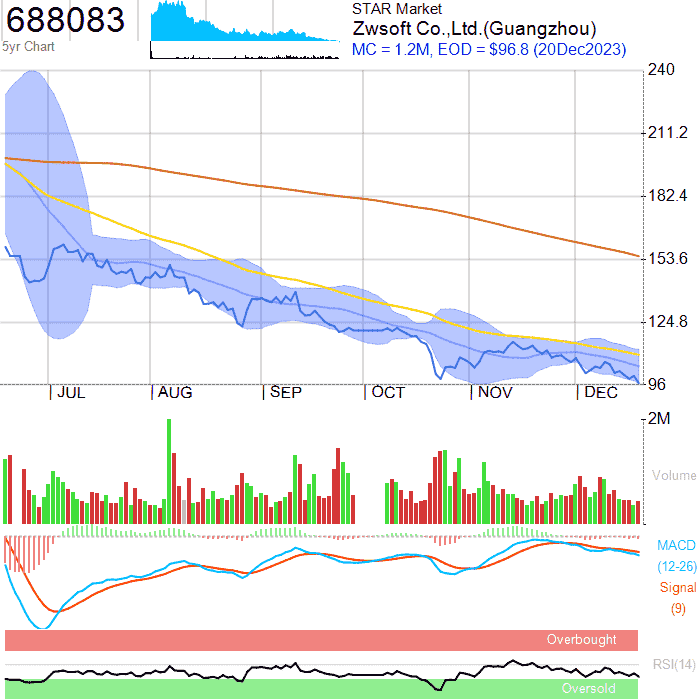 688083
5yr Chart
STAR Market
Zwsoft Co.,Ltd.(Guangzhou)
MC = 1.2M, EOD = $96.8 (20Dec2023)
240
211.2
182.4
153.6
124.8
96
JUL
AUG
SEP
OCT
NOV
DEC
2M
Volume
MACD
(12-26)
Signal
(9)
Overbought
RSI(14)
Oversold